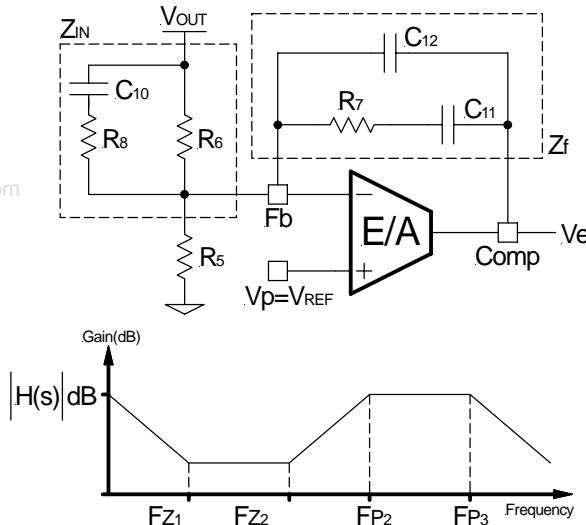 VOUT
ZIN
C12
C10
R7
C11
R8
R6
Zf
om
Fb
−
E/A
R5
+
Comp
Ve
Vp=VREF
Gain(dB)
|H(s)|dB
FZ1
FZ2
FP2
FP3
Frequency